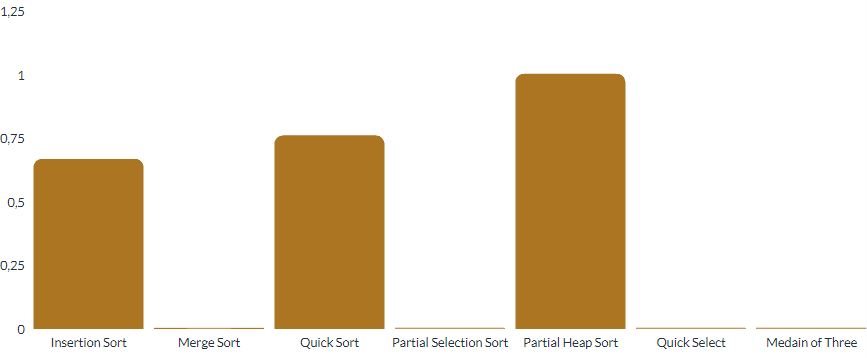 1,25
1
0,75
0,5
0,25
0
Insertion Sort
Merge Sort
Quick Sort
Partial Selection Sort
Partial Heap Sort
Quick Select
Medain of Three